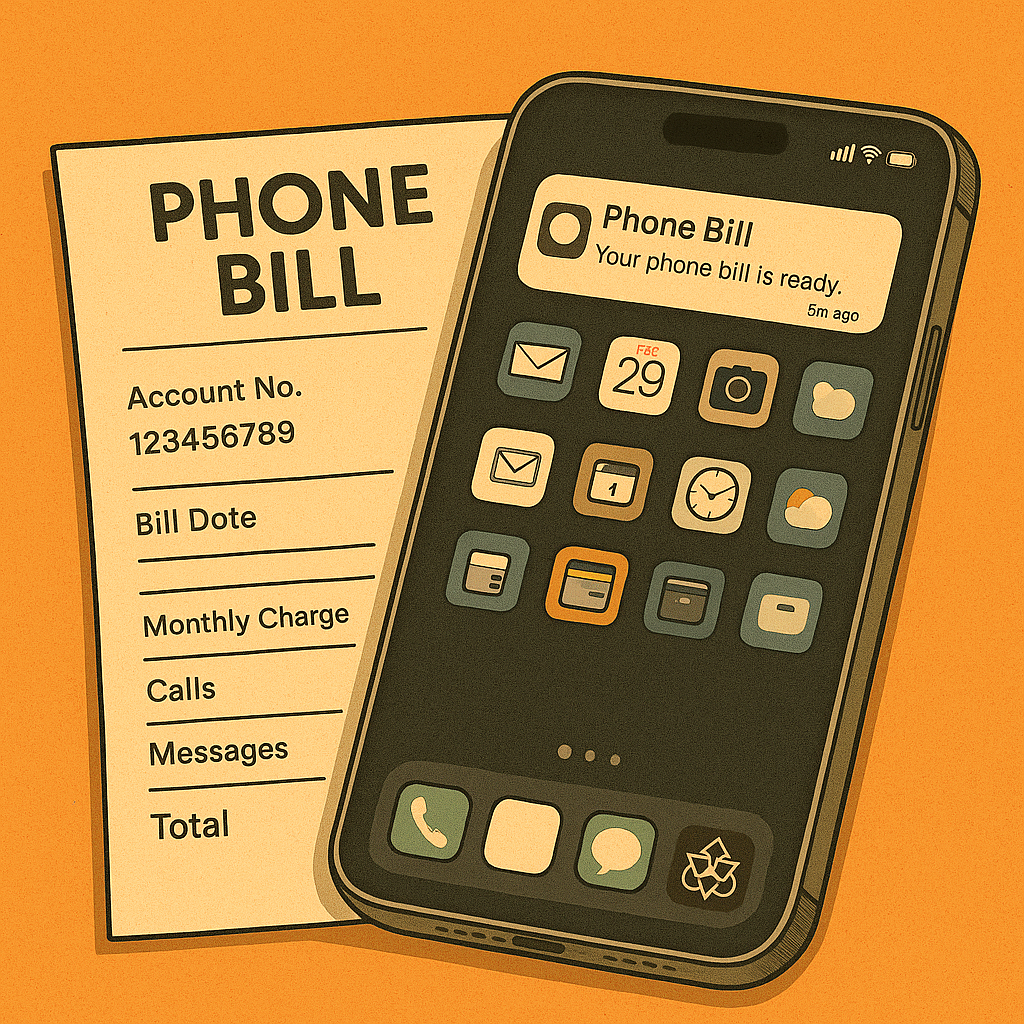 PHONE
BILL
Account No.
123456789
Bill Dote
Monthly Charge
Calls
Messages
Total
Phone Bill
Your phone bill is ready.
5m ago
29
1